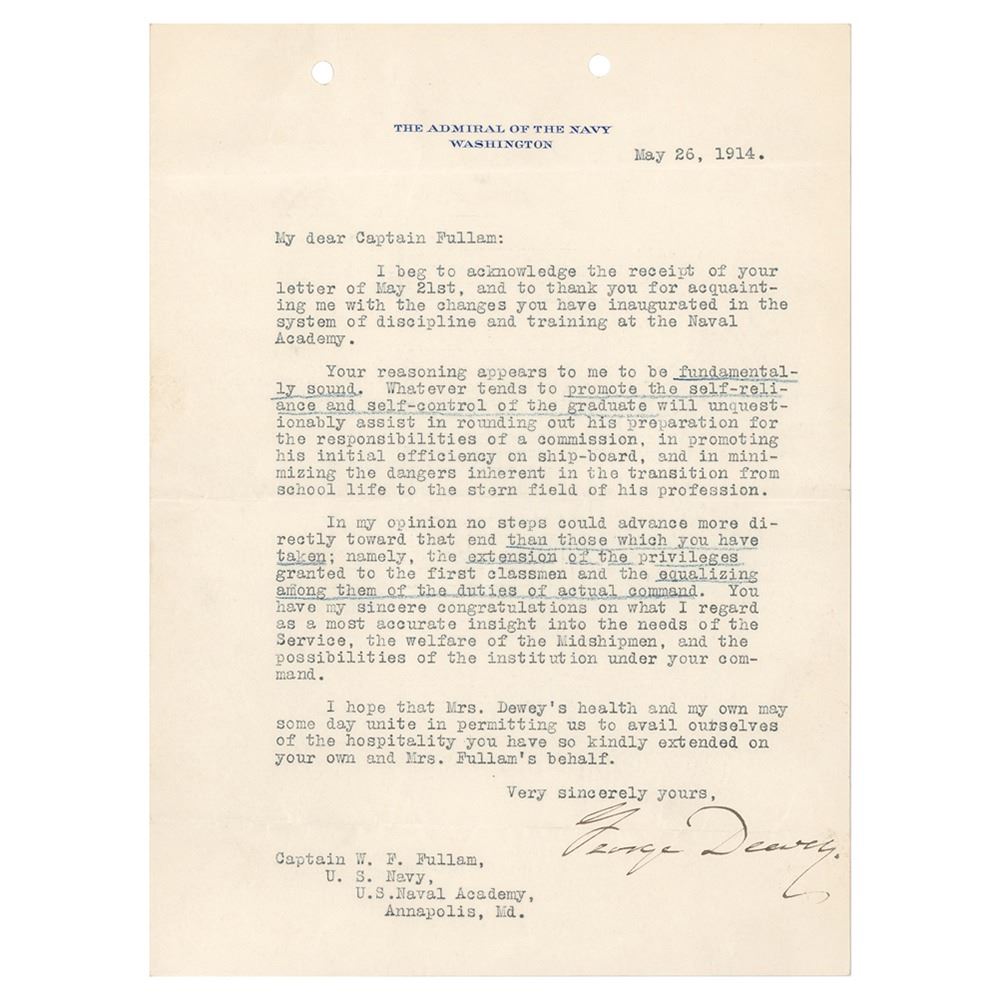 THE ADMIRAL OF THE NAVY
WASHINGTON
May 26, 1914.
My dear Captain Fullam:
I beg to acknowledge the receipt of your
letter of May 21st, and to thank you for acquaint-
ing me with the changes you have inaugurated in the
system of discipline and training at the Naval
Academy.
Your reasoning appears to me to be fundamental-
ly sound. Whatever tends to promote the self-reli-
ance and self-control of the graduate will unquest-
ionably assist in rounding out his preparation for
the responsibilities of a commission, in promoting
his initial efficiency on ship-board, and in mini-
mizing the dangers inherent in the transition from
school life to the stern field of his profession.
In my opinion no steps could advance more di-
rectly toward that end than those which you have
taken; namely, the extension of the privileges
granted to the first classmen and the equalizing
among them of the duties of actual command. You
have my sincere congratulations on what I regard
as a most accurate insight into the needs of the
Service, the welfare of the Midshipmen, and the
possibilities of the institution under your com-
mand.
I hope that Mrs. Dewey's health and my own may
some day unite in permitting us to avail ourselves
of the hospitality you have so kindly extended on
your own and Mrs. Fullam's behalf.
Very sincerely yours,
George Dewey.
Captain W. F. Fullam,
U. S. Navy,
U.S.Naval Academy,
Annapolis, Md.